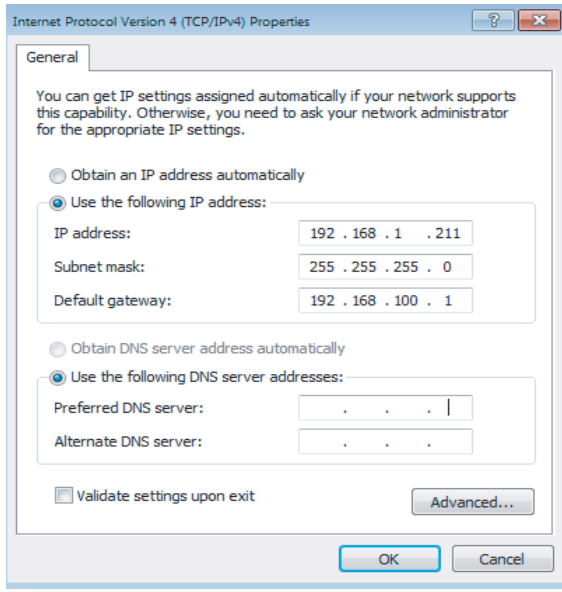 Internet Protocol Version 4 (TCP/IPv4) Properties
?
General
You can get IP settings assigned automatically if your network supports
this capability. Otherwise, you need to ask your network administrator
for the appropriate IP settings.
Obtain an IP address automatically
Use the following IP address:
IP address: 192 . 168 . 1 . 211
Subnet mask: 255 . 255 . 255 . 0
Default gateway: 192 . 168 . 100 . 1
Obtain DNS server address automatically
Use the following DNS server addresses:
Preferred DNS server: . . .
Alternate DNS server: . . .
Validate settings upon exit
Advanced...
OK Cancel